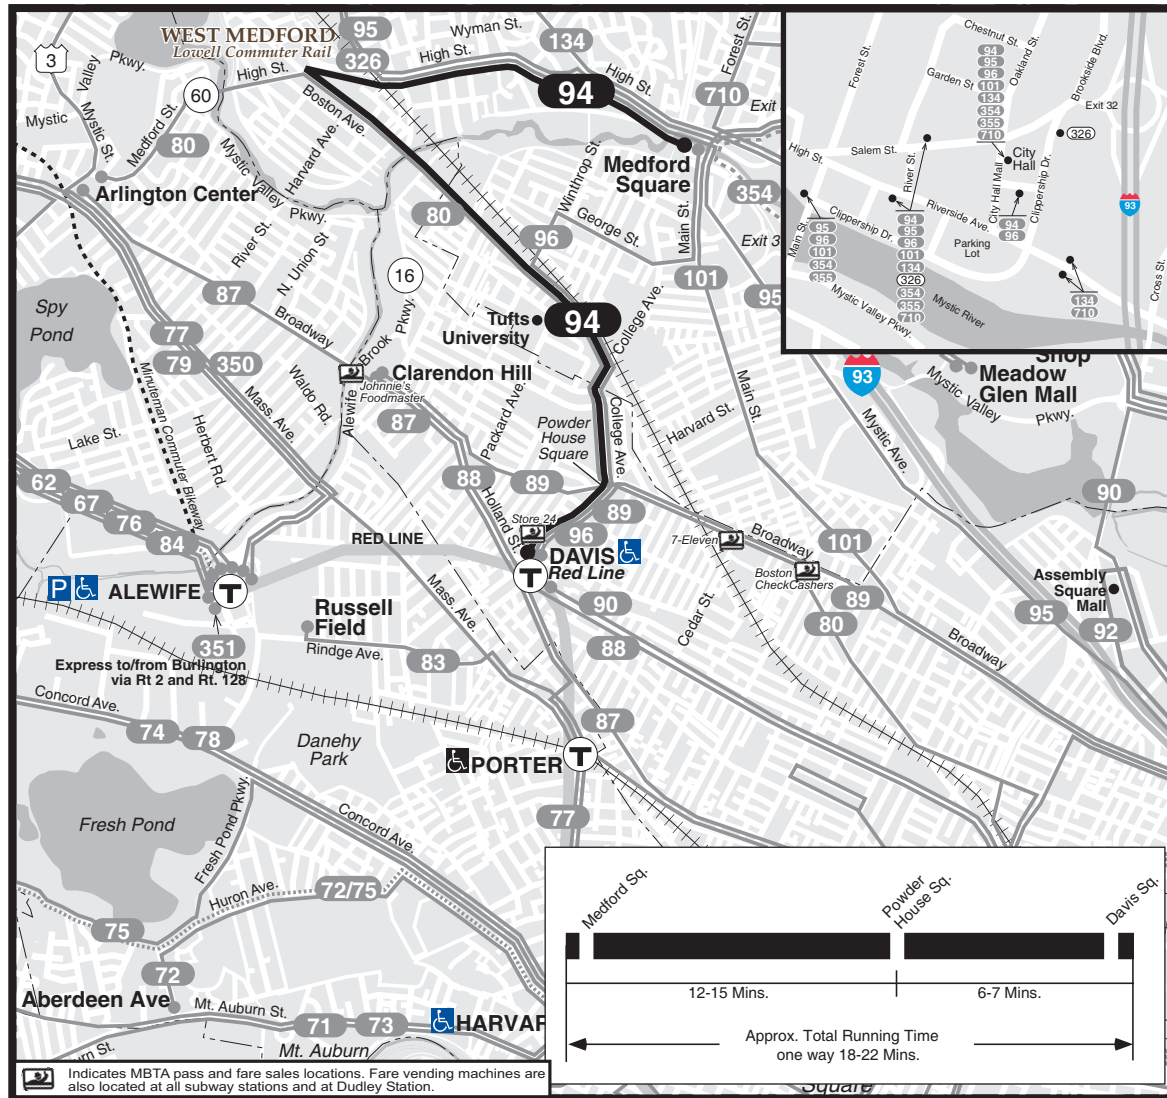 WEST MEDFORD
Lowell Commuter Rail
95
326
Wyman St.
134
High St.
High St.
High St.
Forest St.
710
Exit 3
3
Valley
Pkwy.
60
Mystic
Mystic St.
Medford St.
80
Boston Ave.
94
Medford
Square
Harvard Ave.
Mystic Valley Pkwy.
Arlington Center
River St.
N. Union St
80
16
Winthrop St.
96
George St.
Main St.
354
Exit 3
101
95
Spy
Pond
87
Broadway
77
79
350
Tufts
University
94
College Ave.
Alewife Brook Pkwy.
Johnnie's
Foodmaster
Clarendon Hill
Waldo Rd.
Mass. Ave.
Minuteman Commuter Bikeway
Herbert Rd.
Lake St.
87
Packard Ave.
Powder
House
Square
College Ave.
Harvard St.
Main St.
93
Shop
Meadow
Glen Mall
Mystic Valley
Pkwy.
Mystic Ave.
62
67
76
84
88
Holland St.
89
89
Store 24
96
90
RED LINE
DAVIS
Red Line
T
7-Eleven
Broadway
Boston
CheckCashers
101
89
80
Assembly
Square
Mall
95
92
Broadway
P
ALEWIFE
T
351
Express to/from Burlington
via Rt 2 and Rt. 128
Russell
Field
Rindge Ave.
83
Mass. Ave.
90
88
Cedar St.
87
Concord Ave.
74
78
Danehy
Park
PORTER
T
77
Fresh Pond
Fresh Pond Pkwy.
Concord Ave.
Huron Ave.
72/75
75
72
Aberdeen Ave
Mt. Auburn St.
71
73
HARVAR
Mt. Auburn
urn St.
Square
Chestnut St.
Forest St.
Garden St
Oakland St.
Brookside Blvd.
94
95
96
101
134
354
355
710
Exit 32
326
High St.
Salem St.
River St.
City
Hall
City Hall Mall
Clippership Dr.
93
Main St.
95
96
101
354
355
Clippership Dr.
Riverside Ave.
94
95
96
101
134
326
354
355
710
94
96
Parking
Lot
134
710
Cross St.
Mystic Valley Pkwy.
Mystic River
Medford Sq.
Powder
House Sq.
Davis Sq.
12-15 Mins.
6-7 Mins.
Approx. Total Running Time
one way 18-22 Mins.
Indicates MBTA pass and fare sales locations. Fare vending machines are
also located at all subway stations and at Dudley Station.